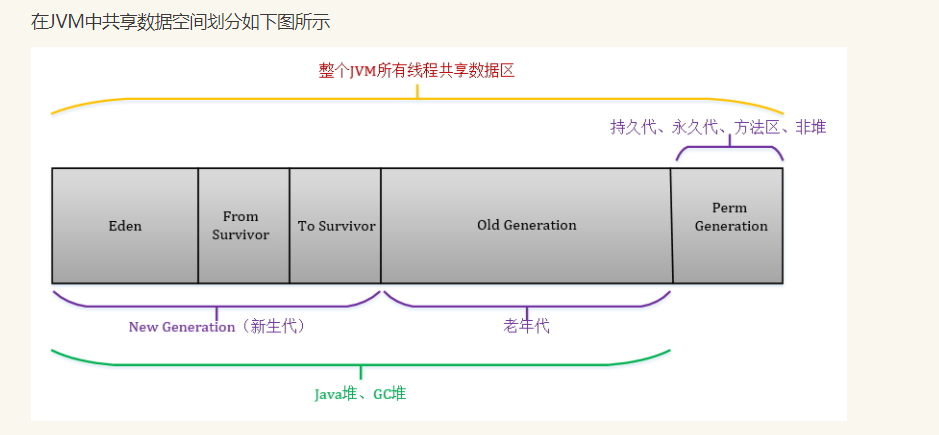 在JVM中共享数据空间划分如下图所示
整个JVM所有线程共享数据区
持久代、永久代、方法区、非堆
Eden
From
Survivor
To Survivor
Old Generation
Perm
Generation
New Generation（新生代）
老年代
Java堆、GC堆